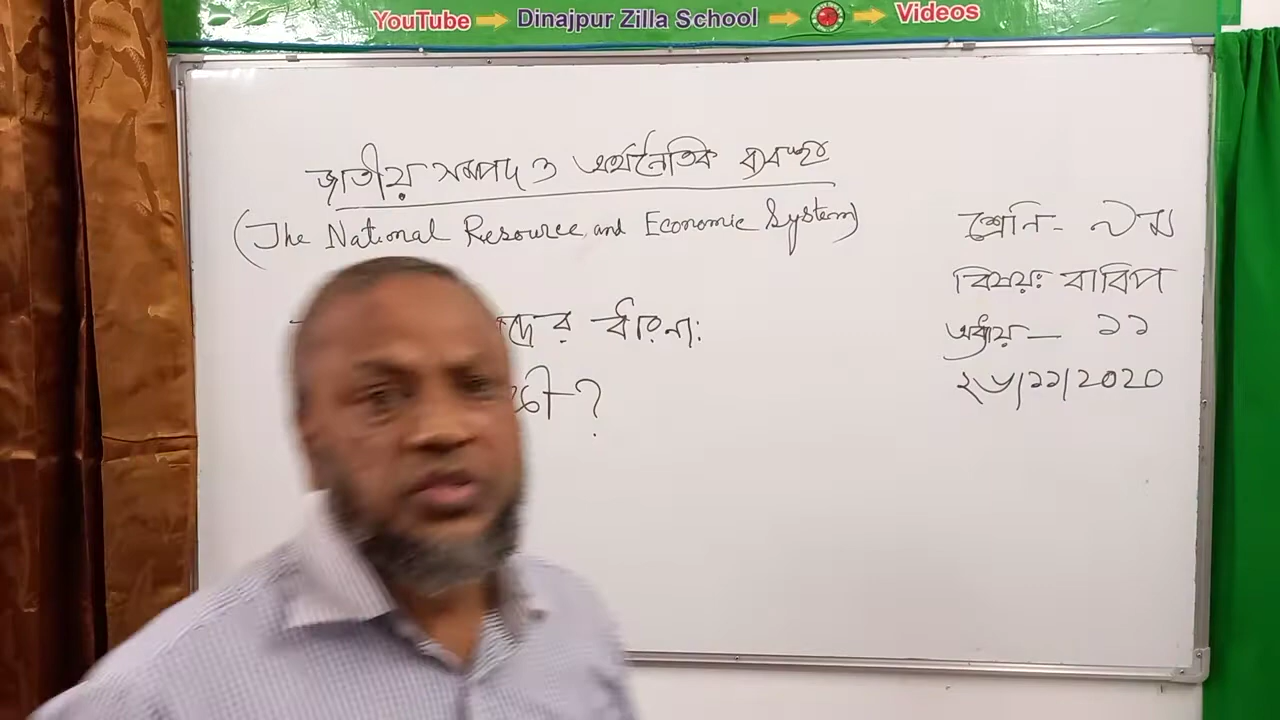 YouTube → Dinajpur Zilla School → → Videos
জাতীয় সম্পদ ও অর্থনৈতিক ব্যবস্থা
(The National Resource and Economic System)
দের ধারনা:
কী-?
শ্রেনি- ৯ম
বিষয়ঃ বাবিপ
অধ্যায়- ১১
২৬/১১/2020